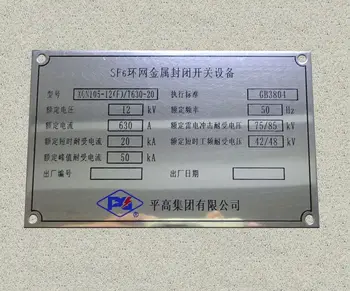 SF6环网金属封闭开关设备
型号 XGN105-12(F)/T630-20 执行标准 GB3804
额定电压 12 kV 额定频率 50 Hz
额定电流 630 A 额定雷电冲击耐受电压 75/85 kV
额定短时耐受电流 20 kA 额定短时工频耐受电压 42/48 kV
额定峰值耐受电流 50 kA
出厂编号 出厂日期
平高集团有限公司